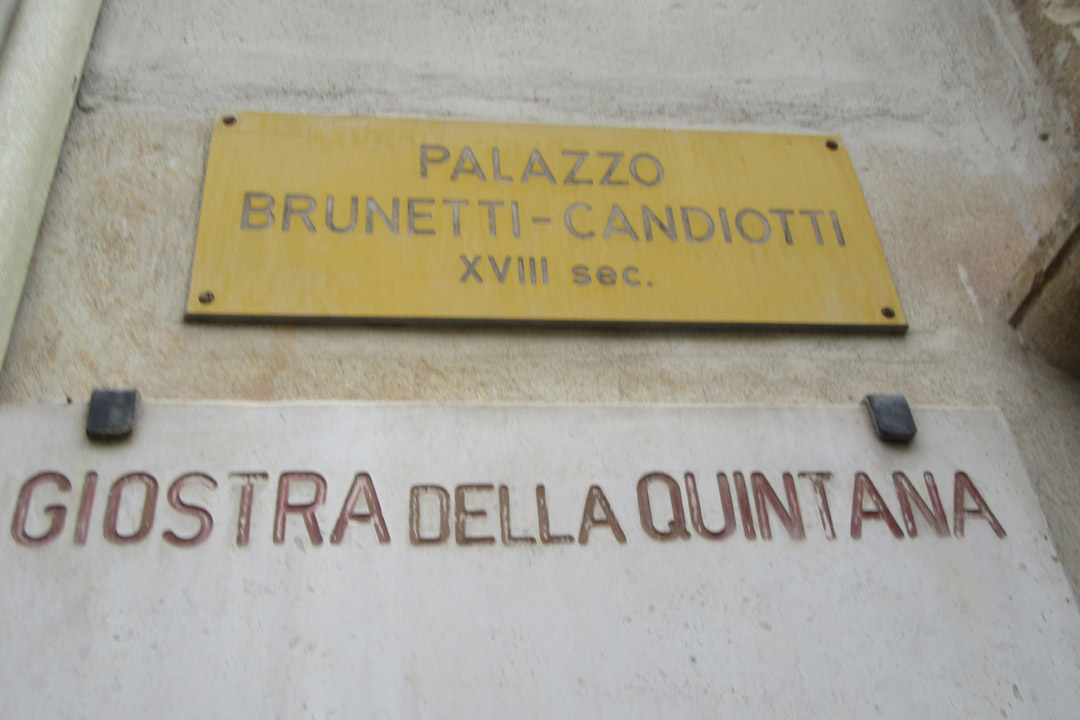 PALAZZO
BRUNETTI-CANDIOTTI
XVIII sec.
GIOSTRA DELLA QUINTANA